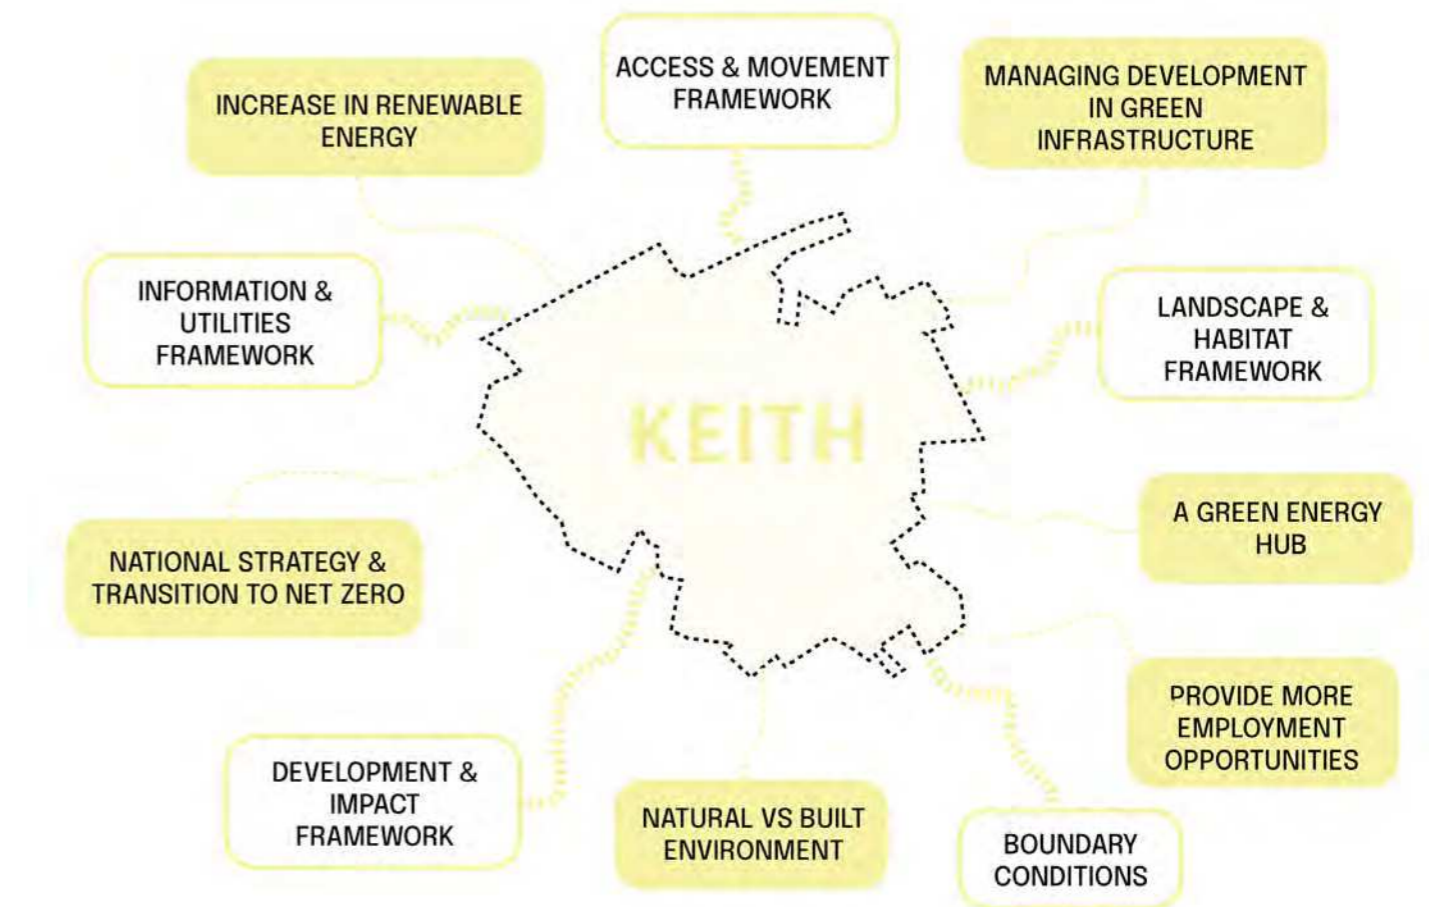 ACCESS & MOVEMENT
FRAMEWORK
INCREASE IN RENEWABLE
ENERGY
MANAGING DEVELOPMENT
IN GREEN
INFRASTRUCTURE
INFORMATION &
UTILITIES
FRAMEWORK
LANDSCAPE &
HABITAT
FRAMEWORK
KEITH
A GREEN ENERGY
HUB
NATIONAL STRATEGY &
TRANSITION TO NET ZERO
PROVIDE MORE
EMPLOYMENT
OPPORTUNITIES
DEVELOPMENT &
IMPACT
FRAMEWORK
NATURAL VS BUILT
ENVIRONMENT
BOUNDARY
CONDITIONS